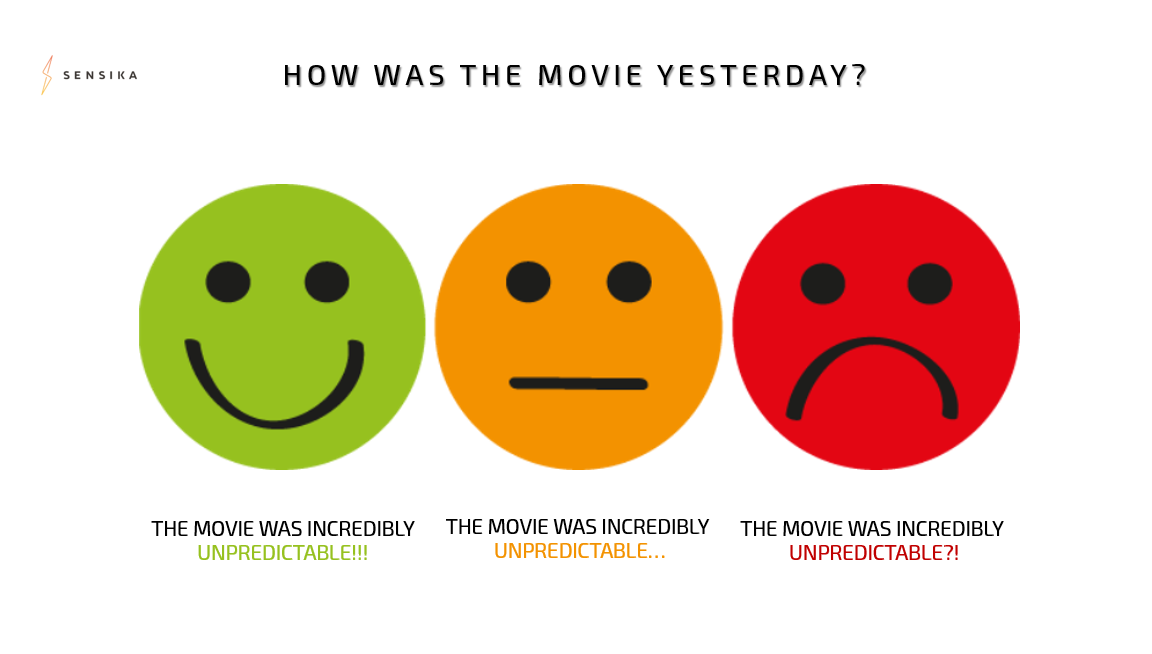 SENSIKA
HOW WAS THE MOVIE YESTERDAY?
THE MOVIE WAS INCREDIBLY
UNPREDICTABLE!!!
THE MOVIE WAS INCREDIBLY
UNPREDICTABLE...
THE MOVIE WAS INCREDIBLY
UNPREDICTABLE?!